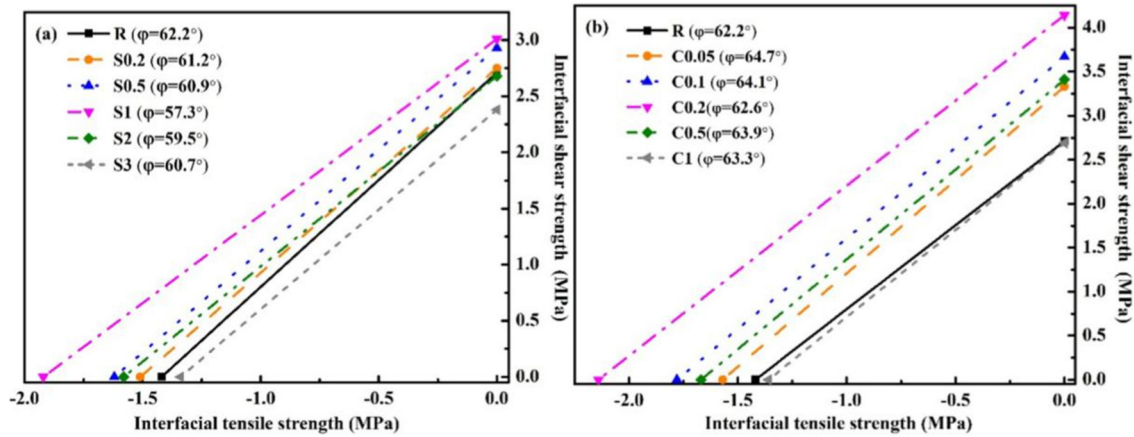 (a)
R (φ=62.2°)
S0.2 (φ=61.2°)
S0.5 (φ=60.9°)
S1 (φ=57.3°)
S2 (φ=59.5°)
S3 (φ=60.7°)
3.0
2.5
2.0
1.5
1.0
0.5
0.0
Interfacial shear strength (MPa)
-2.0 -1.5 -1.0 -0.5 0.0
Interfacial tensile strength (MPa)
(b)
R (φ=62.2°)
C0.05 (φ=64.7°)
C0.1 (φ=64.1°)
C0.2(φ=62.6°)
C0.5(φ=63.9°)
C1 (φ=63.3°)
4.0
3.5
3.0
2.5
2.0
1.5
1.0
0.5
0.0
Interfacial shear strength (MPa)
-2.0 -1.5 -1.0 -0.5 0.0
Interfacial tensile strength (MPa)